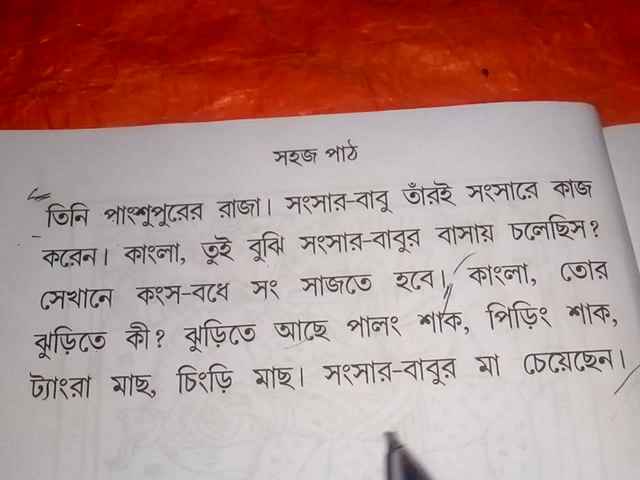 সহজ পাঠ
তিনি পাংশুপুরের রাজা। সংসার-বাবু তাঁরই সংসারে কাজ
করেন। কাংলা, তুই বুঝি সংসার-বাবুর বাসায় চলেছিস?
সেখানে কংস-বধে সং সাজতে হবে। কাংলা, তোর
ঝুড়িতে কী? ঝুড়িতে আছে পালং শাক, পিড়িং শাক,
ট্যাংরা মাছ, চিংড়ি মাছ। সংসার-বাবুর মা চেয়েছেন।